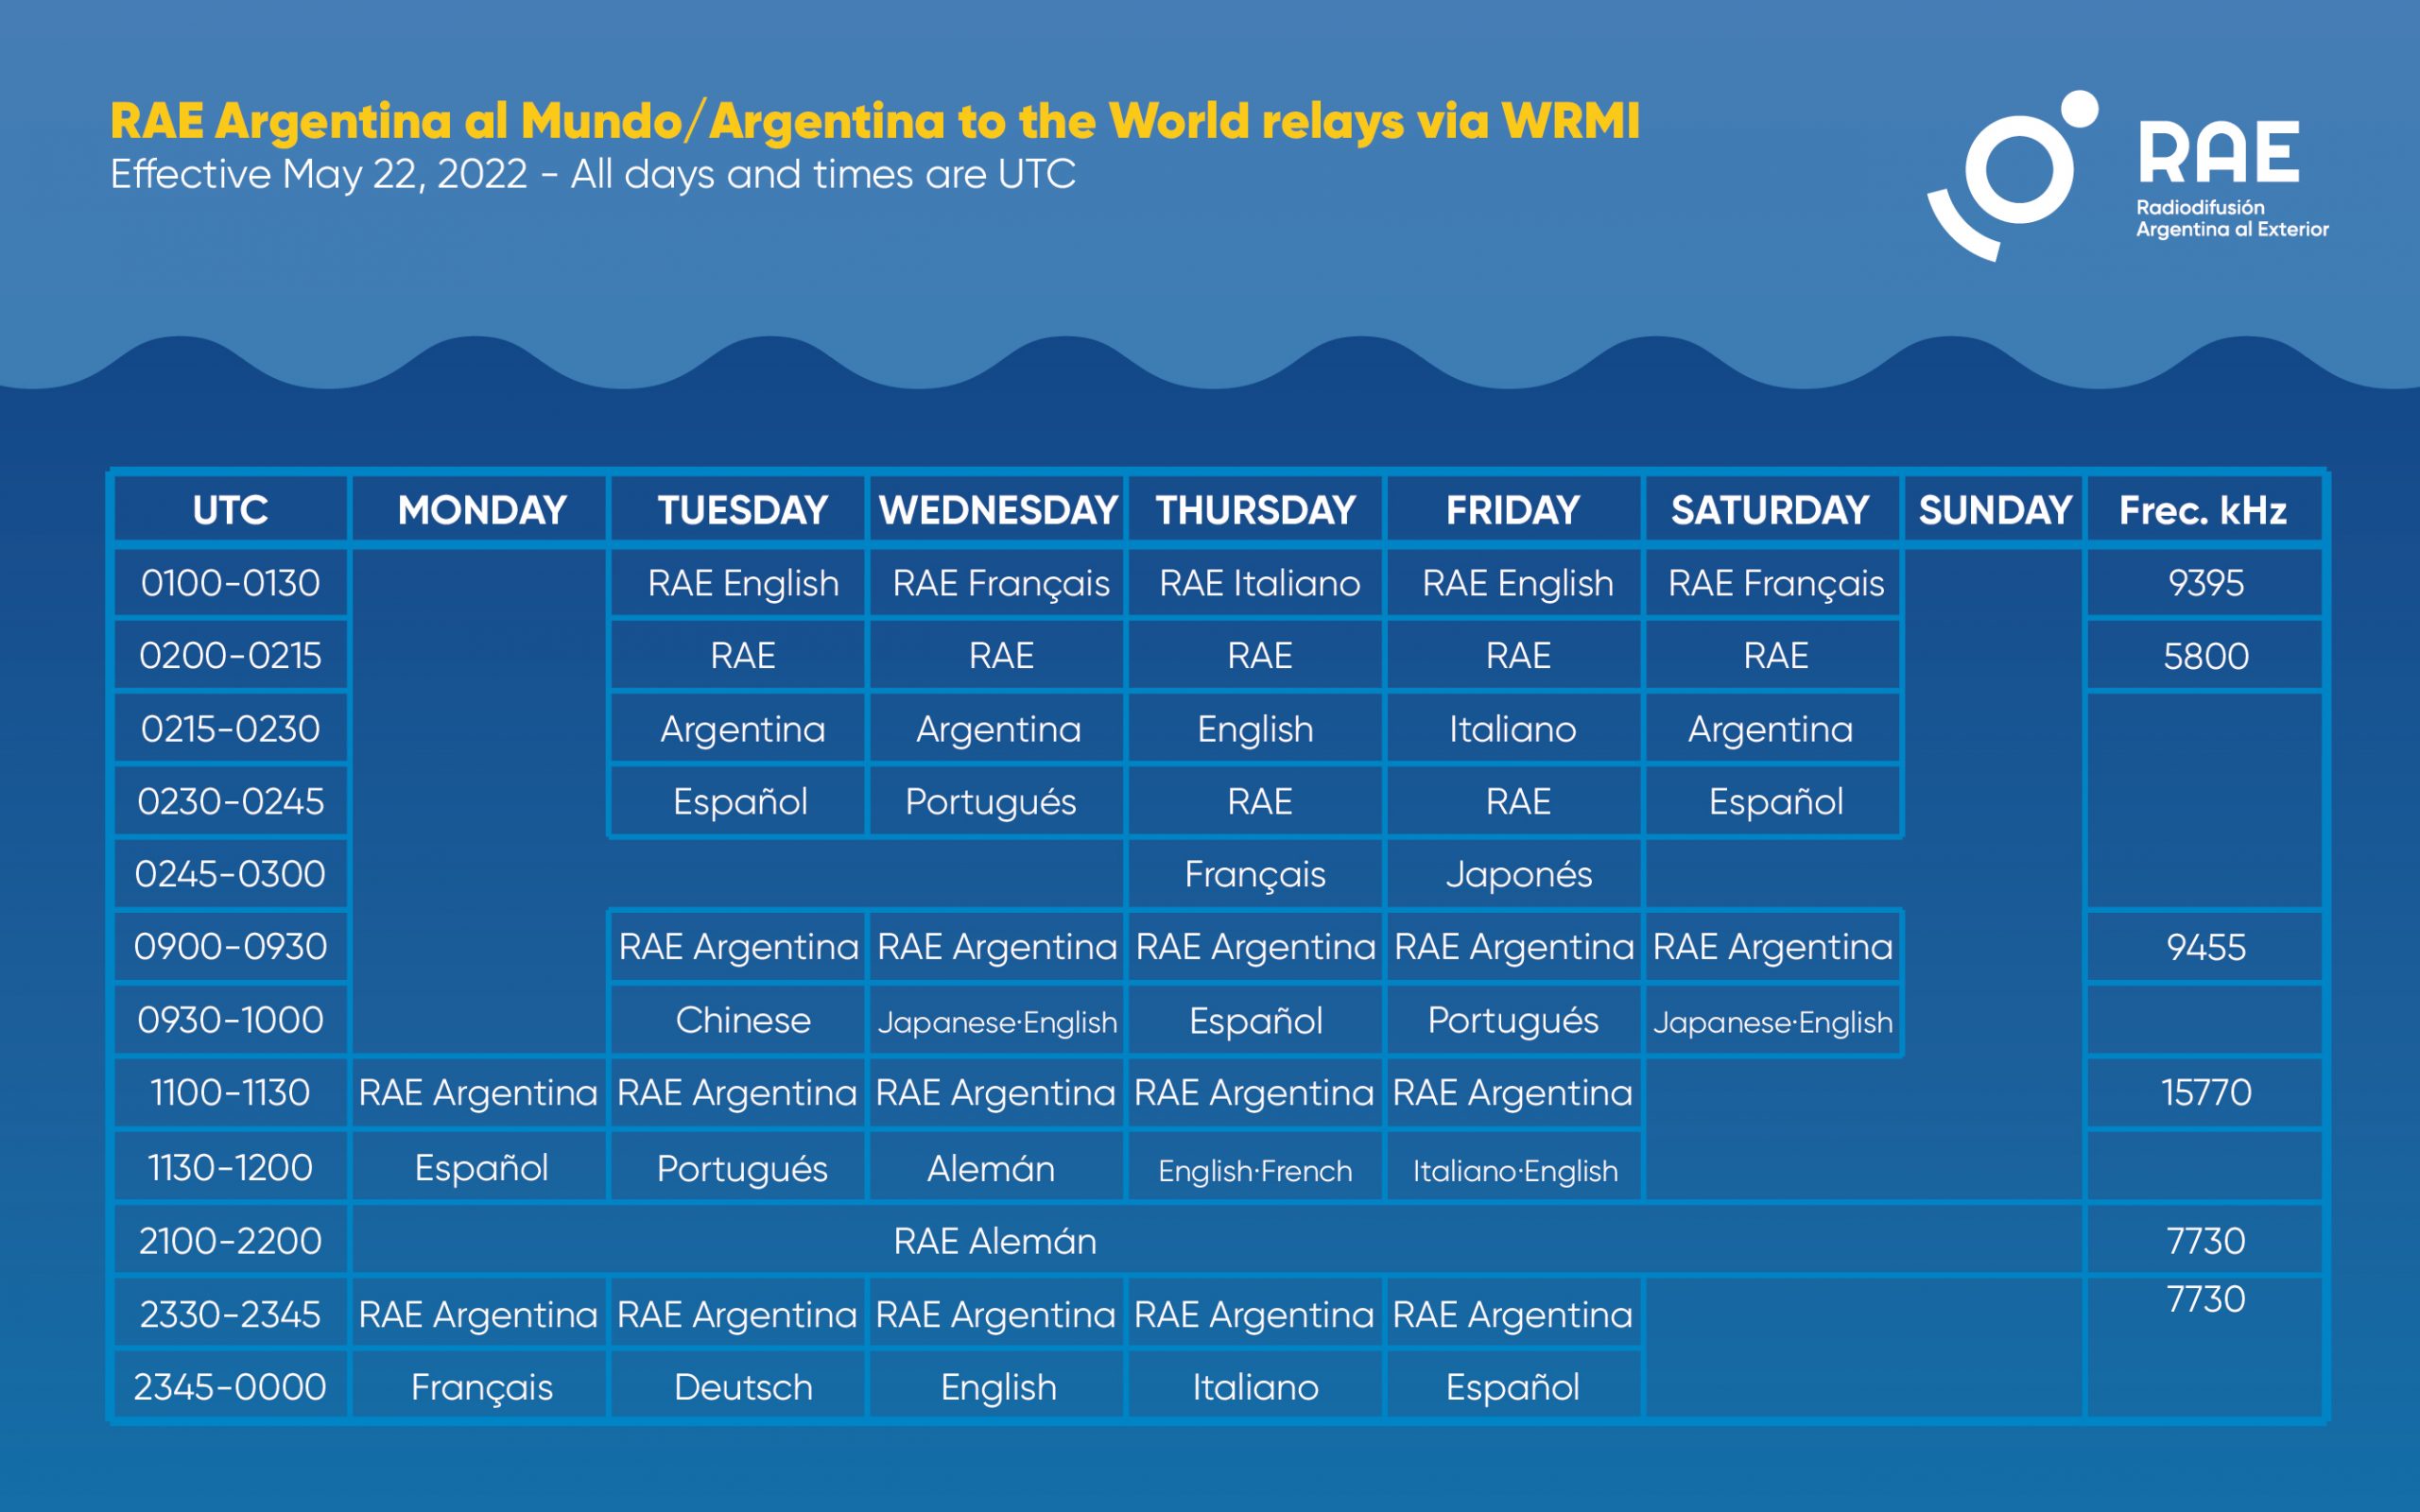 RAE Argentina al Mundo/Argentina to the World relays via WRMI
Effective May 22, 2022 - All days and times are UTC
RAE
Radiodifusión
Argentina al Exterior
UTC MONDAY TUESDAY WEDNESDAY THURSDAY FRIDAY SATURDAY SUNDAY Frec. kHz
0100-0130 RAE English RAE Français RAE Italiano RAE English RAE Français 9395
0200-0215 RAE RAE RAE RAE RAE 5800
0215-0230 Argentina Argentina English Italiano Argentina
0230-0245 Español Portugués RAE RAE Español
0245-0300 Français Japonés
0900-0930 RAE Argentina RAE Argentina RAE Argentina RAE Argentina RAE Argentina 9455
0930-1000 Chinese Japanese·English Español Portugués Japanese·English
1100-1130 RAE Argentina RAE Argentina RAE Argentina RAE Argentina RAE Argentina 15770
1130-1200 Español Portugués Alemán English·French Italiano·English
2100-2200 RAE Alemán 7730
2330-2345 RAE Argentina RAE Argentina RAE Argentina RAE Argentina RAE Argentina 7730
2345-0000 Français Deutsch English Italiano Español